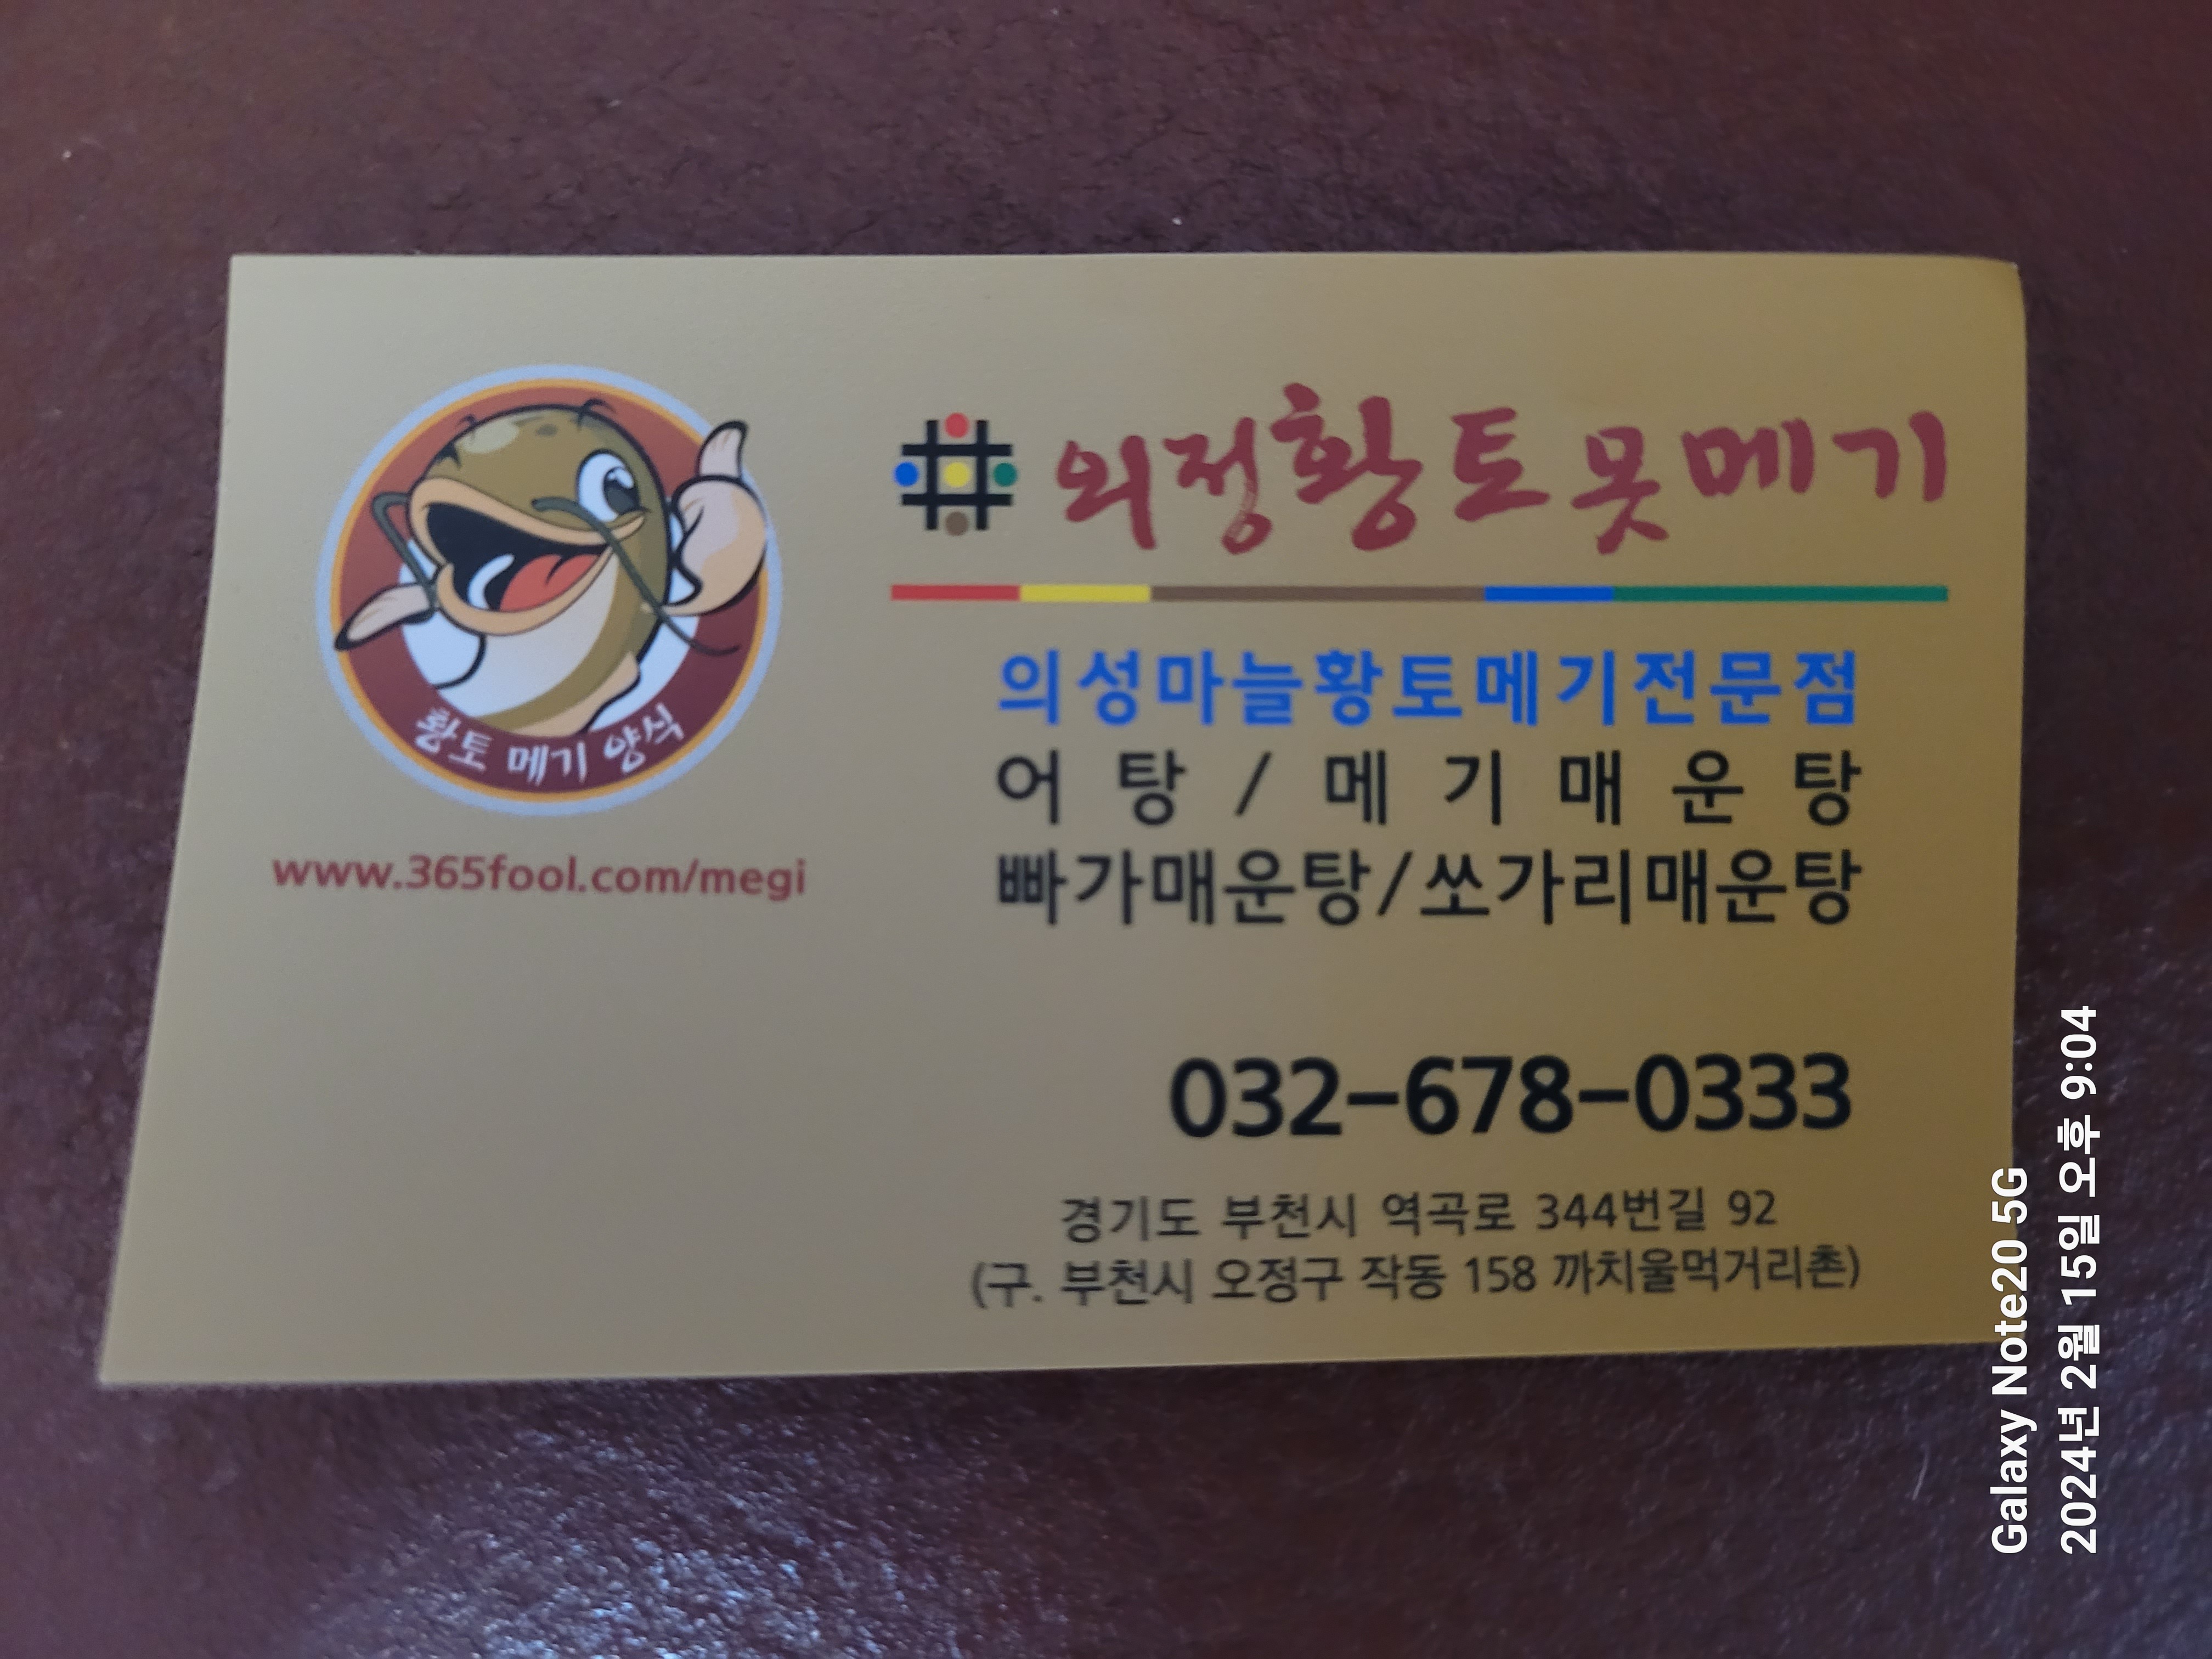 외정황토못메기
황토 메기 양식
www.365fool.com/megi
의성마늘황토메기전문점
어 탕 / 메 기 매 운 탕
빠가매운탕/쏘가리매운탕
032-678-0333
경기도 부천시 역곡로 344번길 92
(구. 부천시 오정구 작동 158 까치울먹거리촌)
Galaxy Note20 5G
2024년 2월 15일 오후 9:04